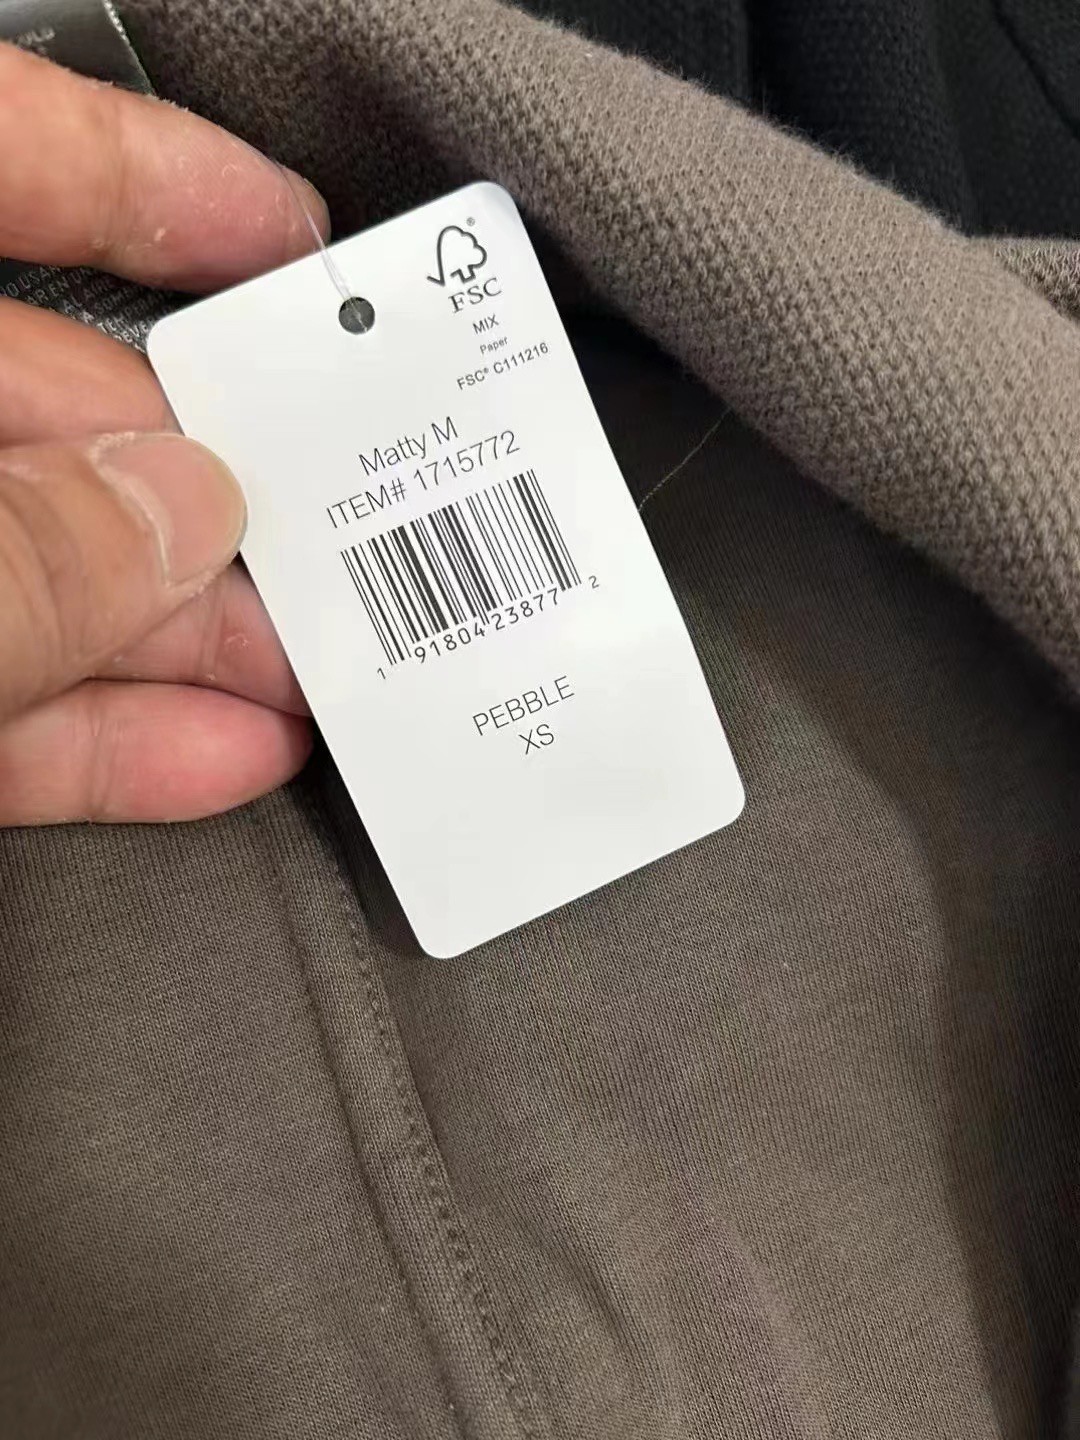 FSC
MIX
Paper
FSC® C111216
Matty M
ITEM# 1715772
1 91804 23877 2
PEBBLE
XS